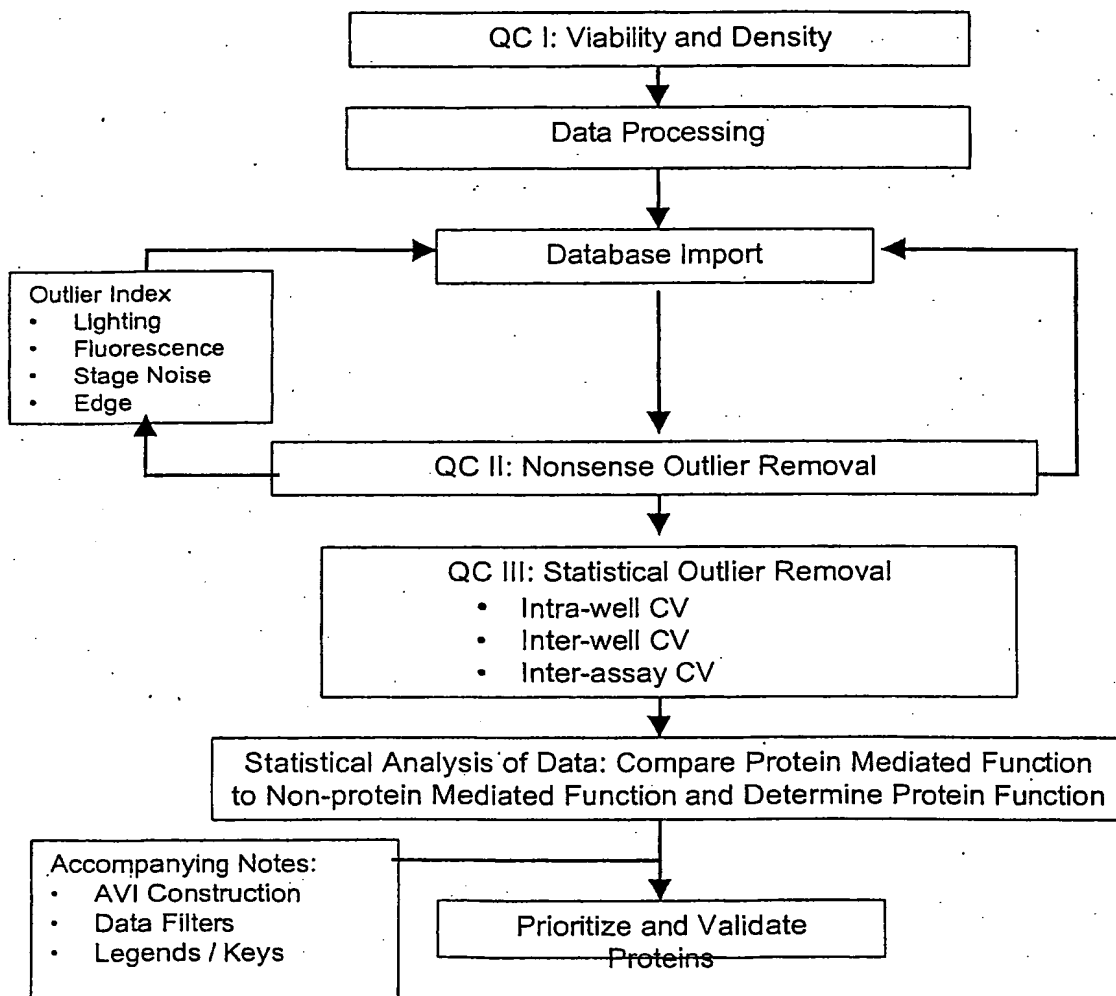 QC I: Viability and Density
Data Processing
Database Import
Outlier Index
• Lighting
• Fluorescence
• Stage Noise
• Edge
QC II: Nonsense Outlier Removal
QC III: Statistical Outlier Removal
• Intra-well CV
• Inter-well CV
• Inter-assay CV
Statistical Analysis of Data: Compare Protein Mediated Function
to Non-protein Mediated Function and Determine Protein Function
Accompanying Notes:
• AVI Construction
• Data Filters
• Legends / Keys
Prioritize and Validate
Proteins